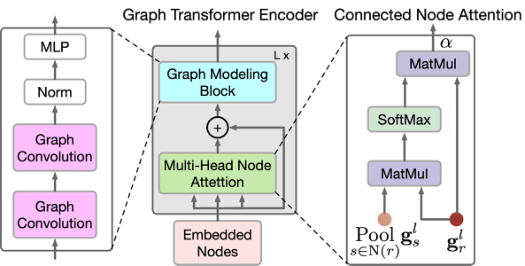 Graph Transformer Encoder
Connected Node Attention
MLP
Norm
Graph
Convolution
Graph
Convolution
L x
Graph Modeling
Block
+
Multi-Head Node
Attettion
Embedded
Nodes
α
MatMul
SoftMax
MatMul
Pool g_s^l
s∈N(r)
g_r^l